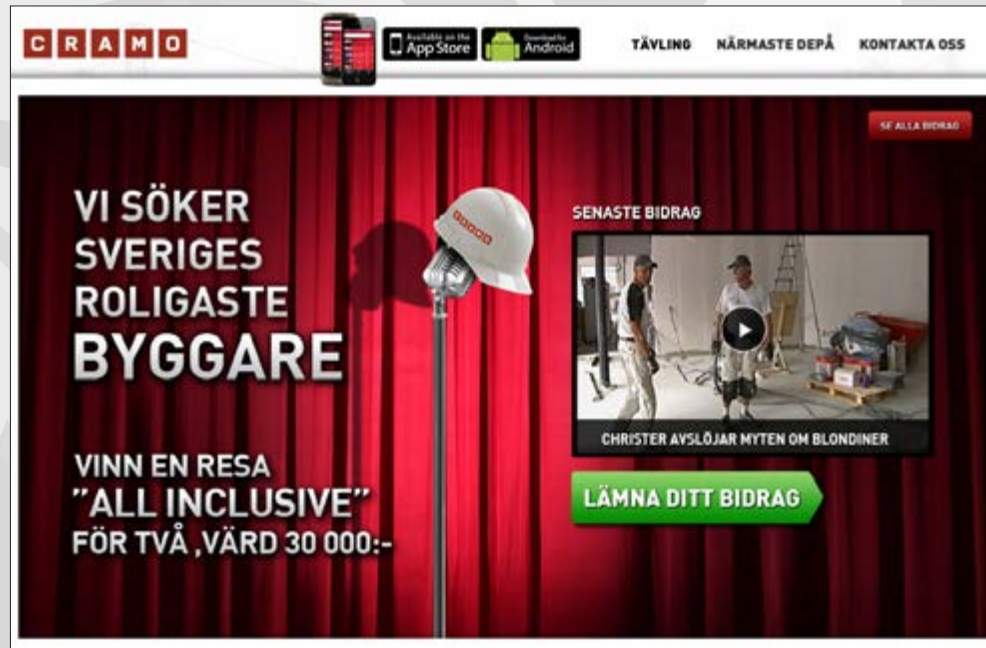 CRAMO
Available on the
App Store
Download for
Android
TÄVLING
NÄRMASTE DEPÅ
KONTAKTA OSS
SE ALLA BIDRAG
VI SÖKER
SVERIGES
ROLIGASTE
BYGGARE
CRAMO
SENASTE BIDRAG
CHRISTER AVSLÖJAR MYTEN OM BLONDINER
VINN EN RESA
”ALL INCLUSIVE”
FÖR TVÅ ,VÄRD 30 000:-
LÄMNA DITT BIDRAG